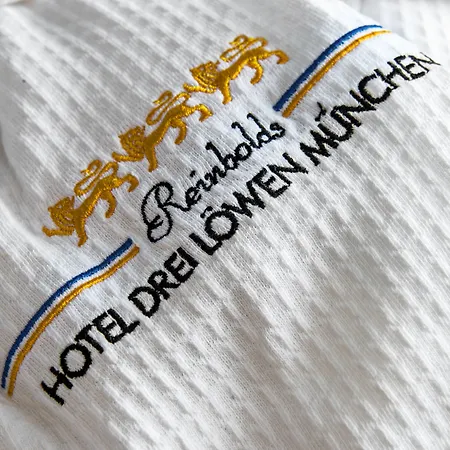 Reinbolds
HOTEL DREI LÖWEN MÜNCHEN